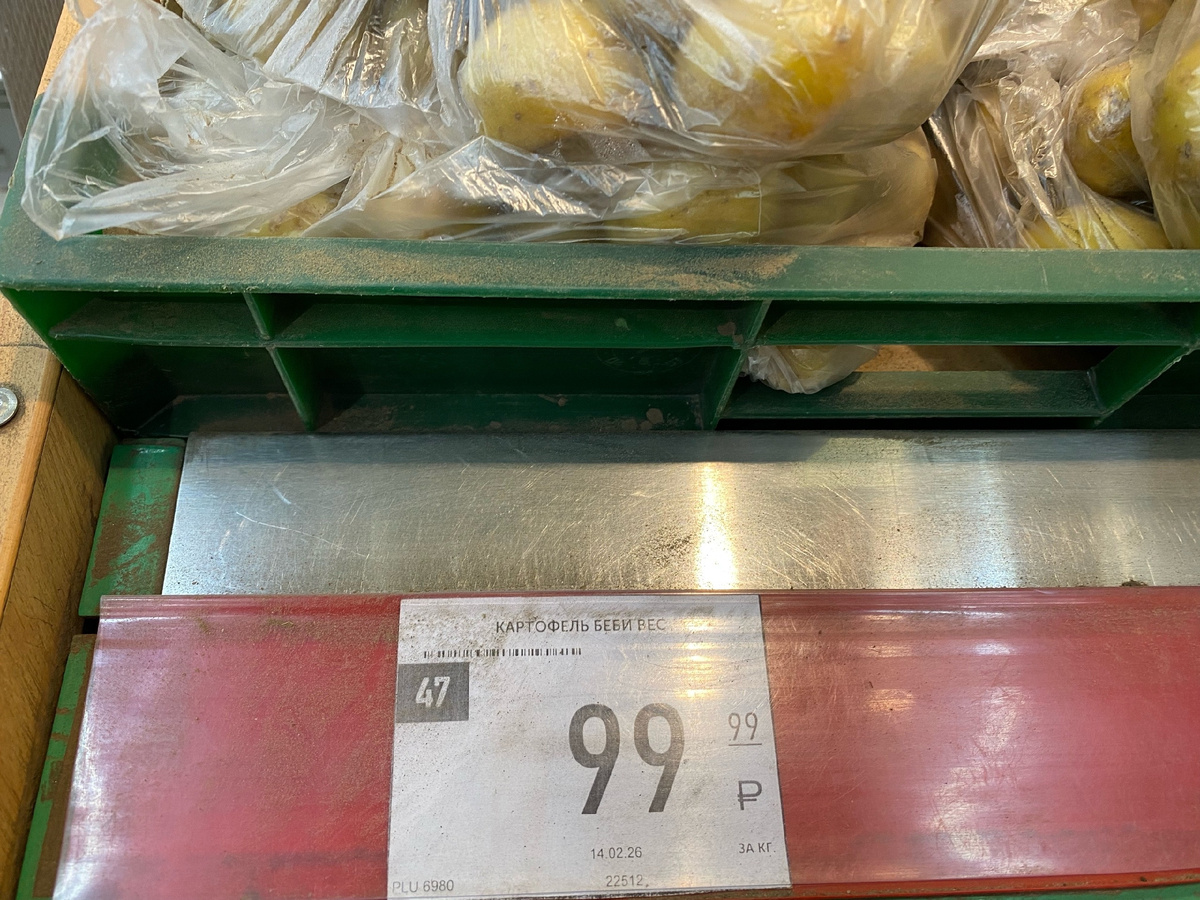 КАРТОФЕЛЬ БЕБИ ВЕС
47
99 99
₽
14.02.26
ЗА КГ.
PLU 6980
22512